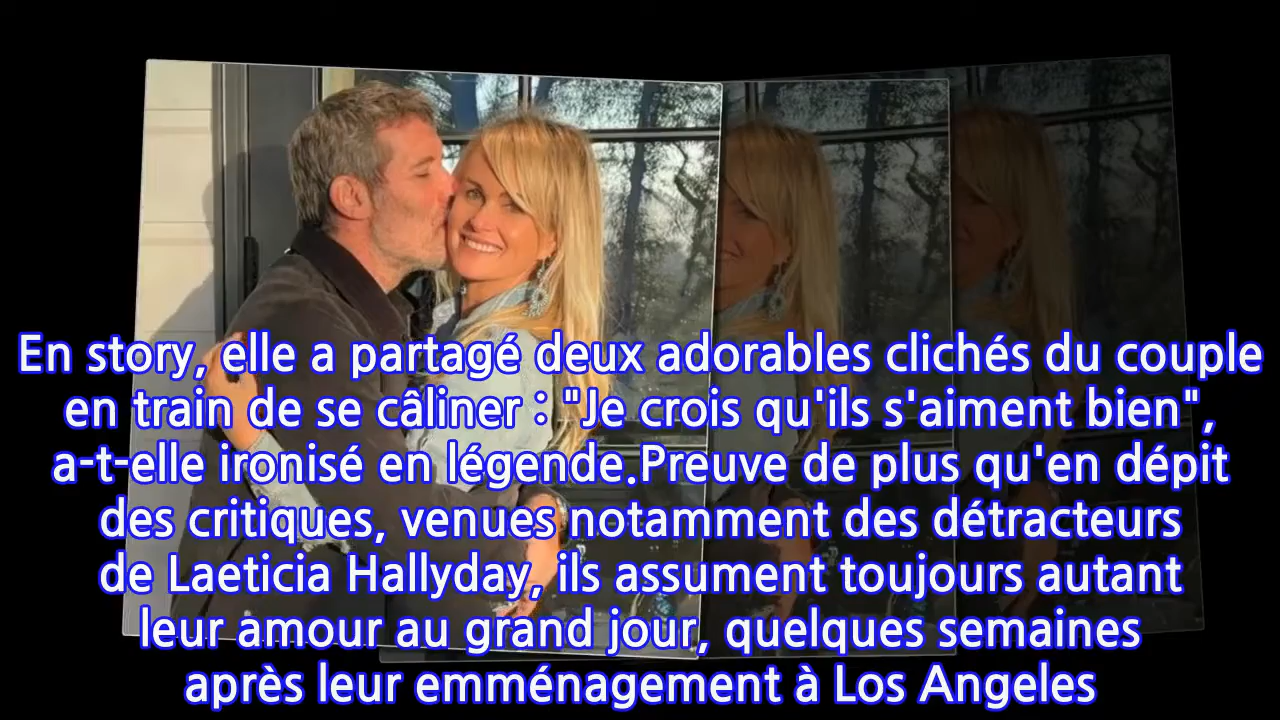 En story, elle a partagé deux adorables clichés du couple
en train de se câliner : "Je crois qu'ils s'aiment bien",
a-t-elle ironisé en légende.Preuve de plus qu'en dépit
des critiques, venues notamment des détracteurs
de Laeticia Hallyday, ils assument toujours autant
leur amour au grand jour, quelques semaines
après leur emménagement à Los Angeles